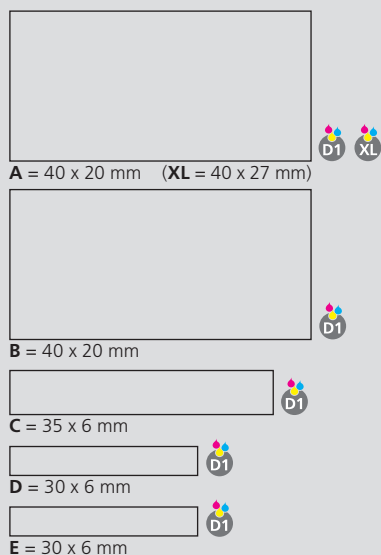 D1 XL
A = 40 x 20 mm (XL = 40 x 27 mm)
D1
B = 40 x 20 mm
D1
C = 35 x 6 mm
D1
D = 30 x 6 mm
D1
E = 30 x 6 mm